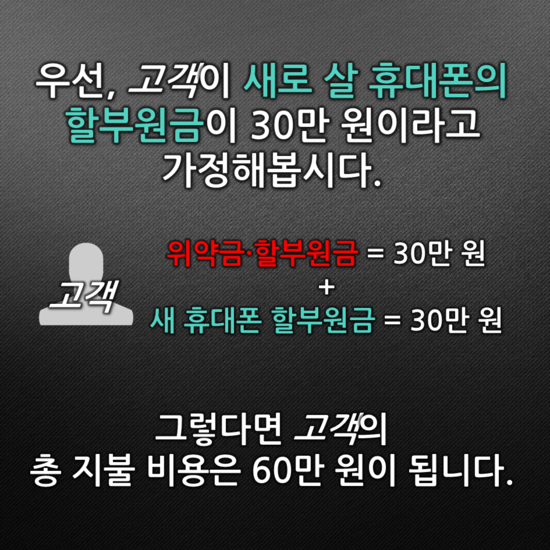 우선, 고객이 새로 살 휴대폰의
할부원금이 30만 원이라고
가정해봅시다.
고객
위약금·할부원금 = 30만 원
+
새 휴대폰 할부원금 = 30만 원
그렇다면 고객의
총 지불 비용은 60만 원이 됩니다.